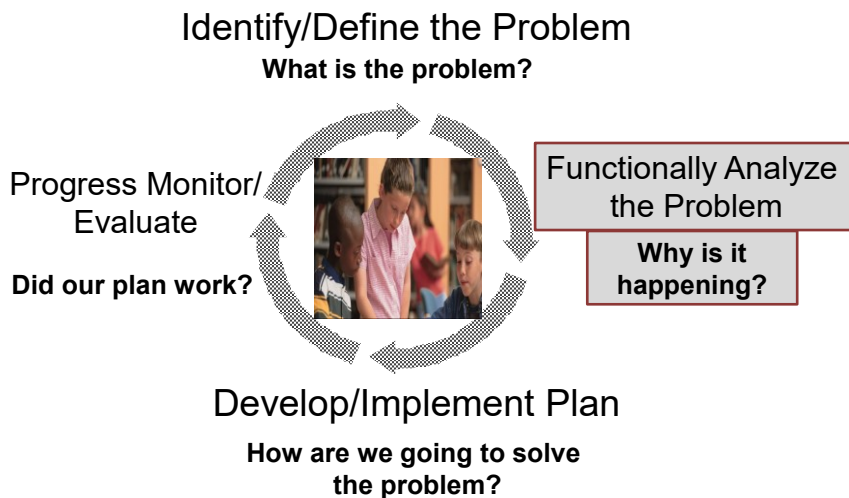 Identify/Define the Problem
What is the problem?
Functionally Analyze
the Problem
Why is it
happening?
Develop/Implement Plan
How are we going to solve
the problem?
Progress Monitor/
Evaluate
Did our plan work?